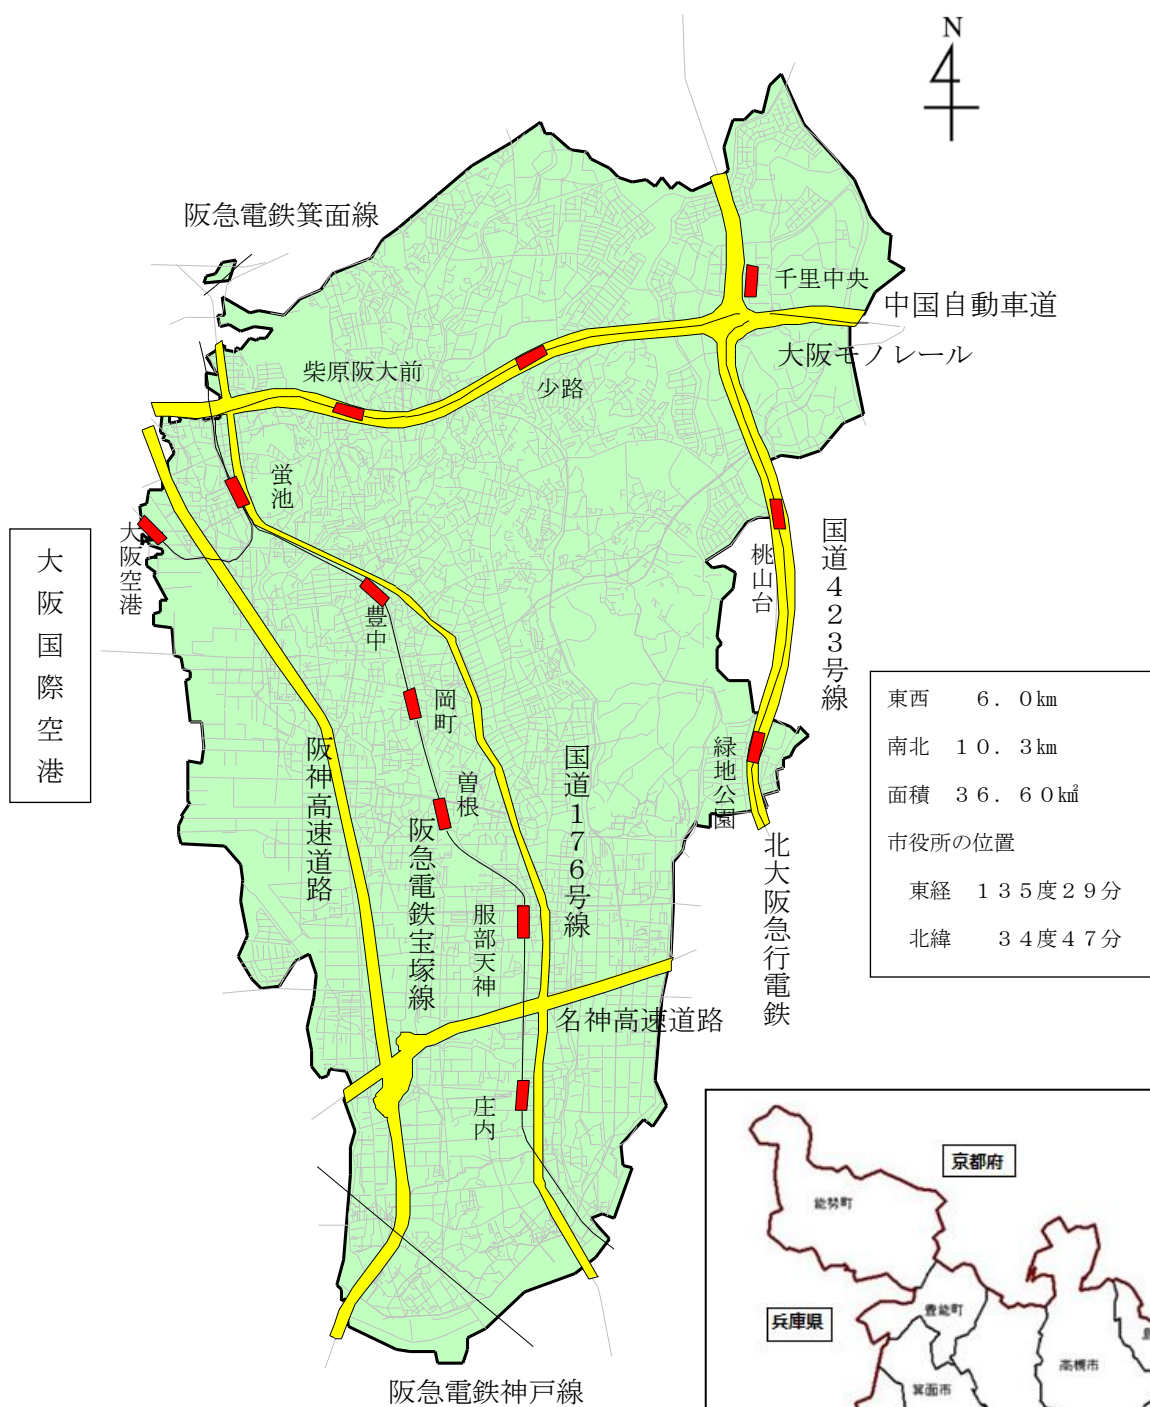 N
阪急電鉄箕面線
千里中央
中国自動車道
大阪モノレール
柴原阪大前
少路
蛍池
大阪空港
大阪国際空港
豊中
桃山台
国道423号線
岡町
緑地公園
曽根
阪神高速道路
阪急電鉄宝塚線
国道176号線
服部天神
北大阪急行電鉄
名神高速道路
庄内
阪急電鉄神戸線
東西　6．0㎞
南北　10．3㎞
面積　36．60㎢
市役所の位置
東経　135度29分
北緯　34度47分
京都府
能勢町
兵庫県
豊能町
高槻市
箕面市